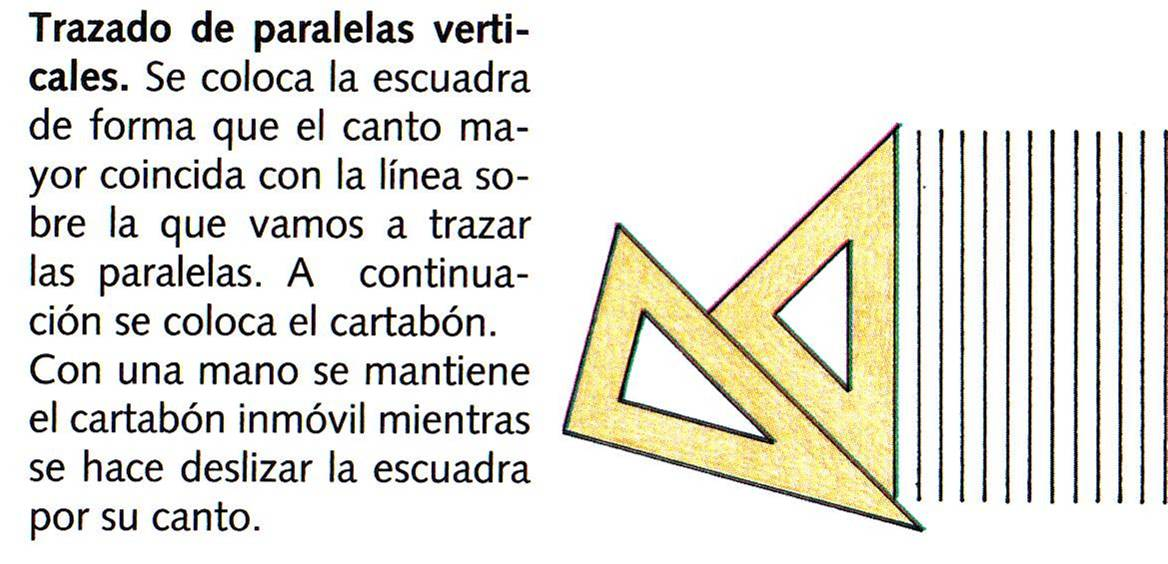 Trazado de paralelas verti-
cales. Se coloca la escuadra
de forma que el canto ma-
yor coincida con la línea so-
bre la que vamos a trazar
las paralelas. A continua-
ción se coloca el cartabón.
Con una mano se mantiene
el cartabón inmóvil mientras
se hace deslizar la escuadra
por su canto.